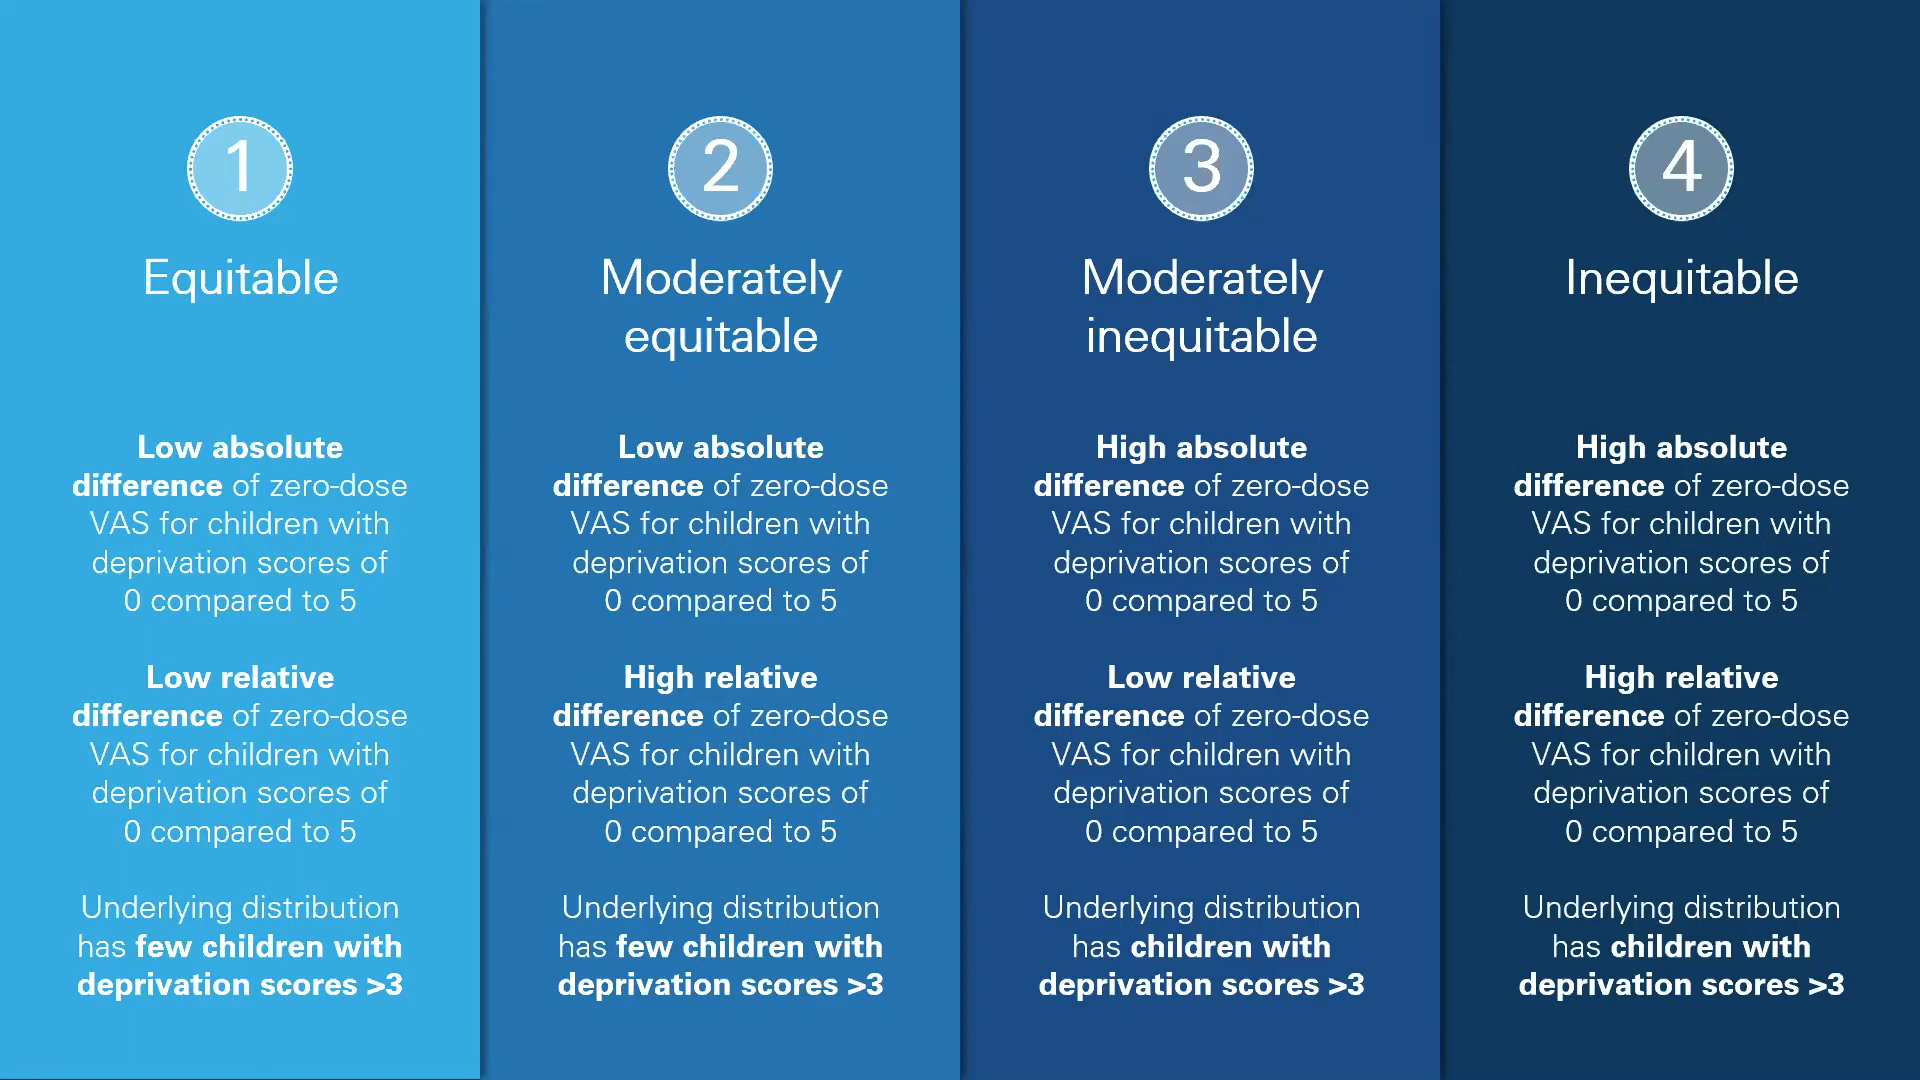 1
Equitable
Low absolute
difference of zero-dose
VAS for children with
deprivation scores of
0 compared to 5
Low relative
difference of zero-dose
VAS for children with
deprivation scores of
0 compared to 5
Underlying distribution
has few children with
deprivation scores >3
2
Moderately
equitable
Low absolute
difference of zero-dose
VAS for children with
deprivation scores of
0 compared to 5
High relative
difference of zero-dose
VAS for children with
deprivation scores of
0 compared to 5
Underlying distribution
has few children with
deprivation scores >3
3
Moderately
inequitable
High absolute
difference of zero-dose
VAS for children with
deprivation scores of
0 compared to 5
Low relative
difference of zero-dose
VAS for children with
deprivation scores of
0 compared to 5
Underlying distribution
has children with
deprivation scores >3
4
Inequitable
High absolute
difference of zero-dose
VAS for children with
deprivation scores of
0 compared to 5
High relative
difference of zero-dose
VAS for children with
deprivation scores of
0 compared to 5
Underlying distribution
has children with
deprivation scores >3